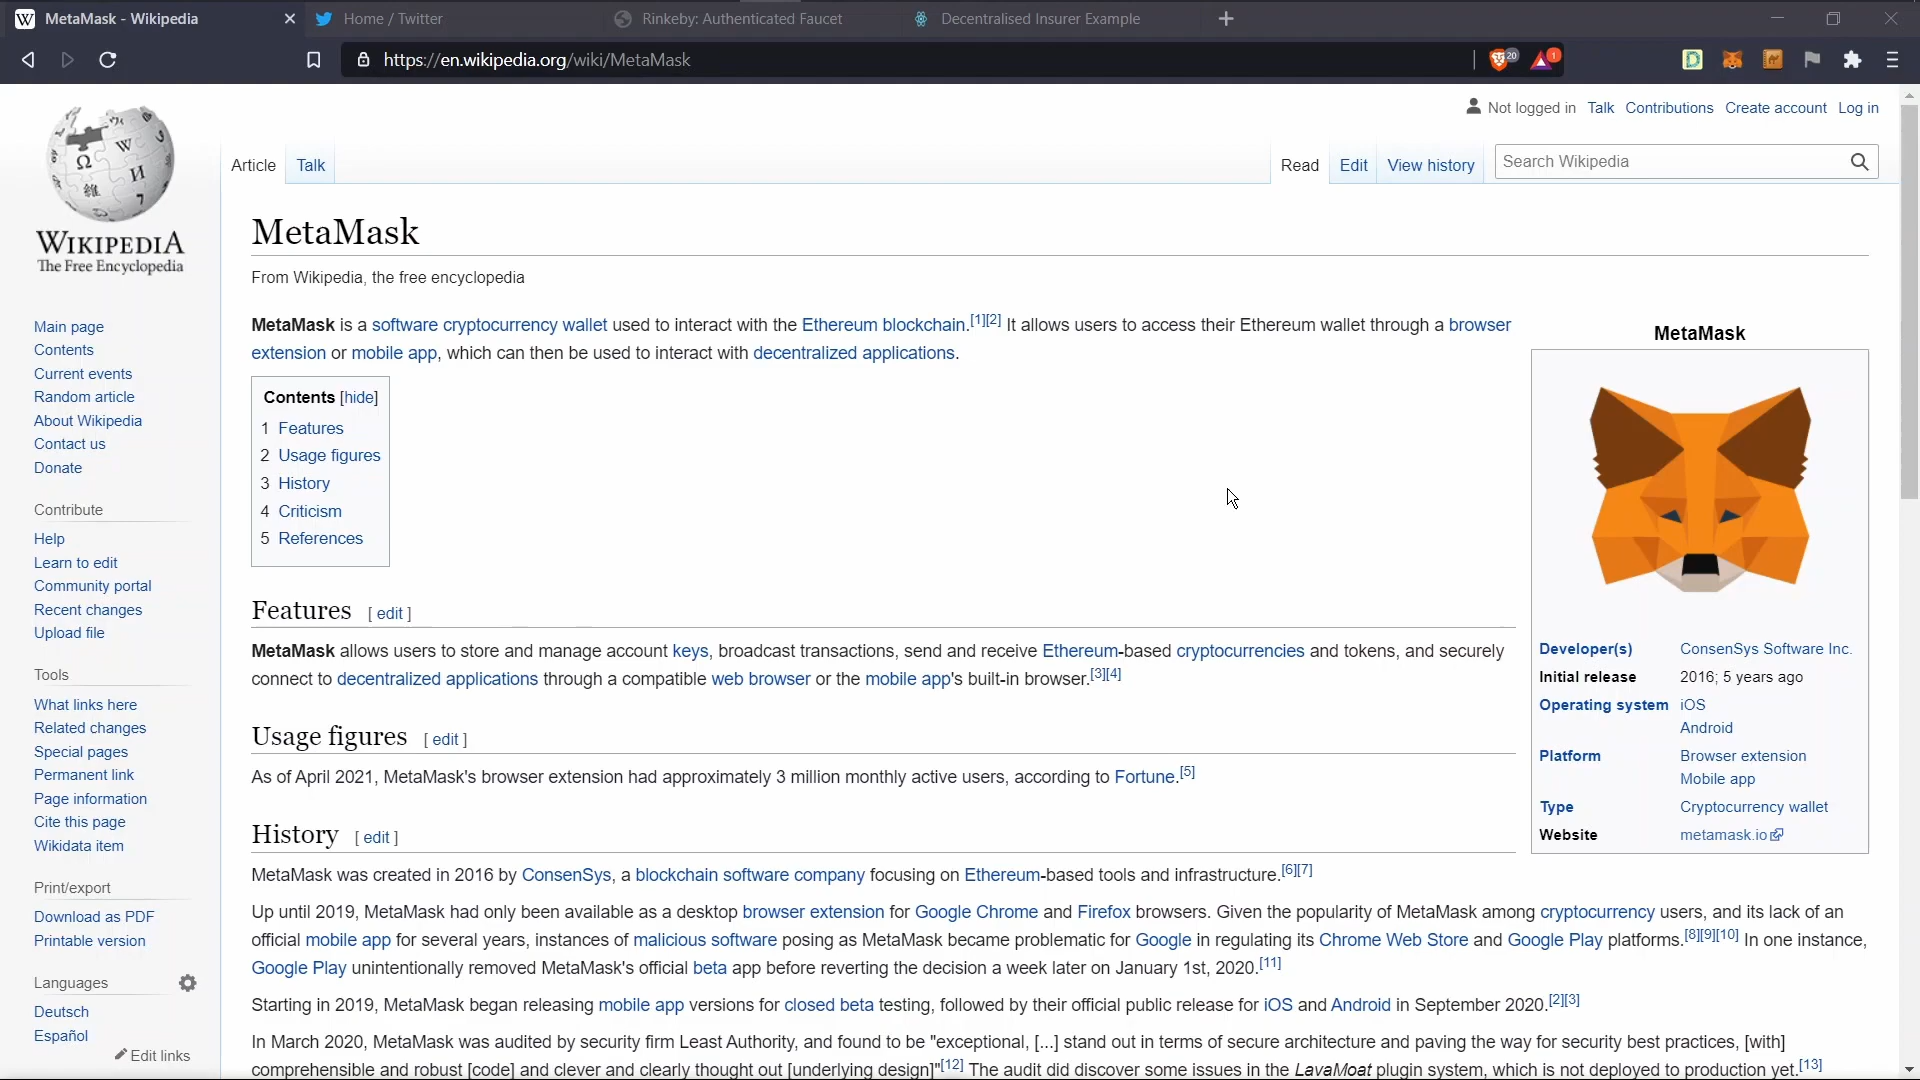 MetaMask - Wikipedia
Home / Twitter
Rinkeby: Authenticated Faucet
Decentralised Insurer Example
https://en.wikipedia.org/wiki/MetaMask
20
1
Not logged in Talk Contributions Create account Log in
Article Talk
Read Edit View history
Search Wikipedia
WIKIPEDIA
The Free Encyclopedia
Main page
Contents
Current events
Random article
About Wikipedia
Contact us
Donate
Contribute
Help
Learn to edit
Community portal
Recent changes
Upload file
Tools
What links here
Related changes
Special pages
Permanent link
Page information
Cite this page
Wikidata item
Print/export
Download as PDF
Printable version
Languages
Deutsch
Español
Edit links
MetaMask
From Wikipedia, the free encyclopedia
MetaMask is a software cryptocurrency wallet used to interact with the Ethereum blockchain.[1][2] It allows users to access their Ethereum wallet through a browser
extension or mobile app, which can then be used to interact with decentralized applications.
Contents [hide]
1 Features
2 Usage figures
3 History
4 Criticism
5 References
Features [ edit ]
MetaMask allows users to store and manage account keys, broadcast transactions, send and receive Ethereum-based cryptocurrencies and tokens, and securely
connect to decentralized applications through a compatible web browser or the mobile app's built-in browser.[3][4]
Usage figures [ edit ]
As of April 2021, MetaMask's browser extension had approximately 3 million monthly active users, according to Fortune.[5]
History [ edit ]
MetaMask was created in 2016 by ConsenSys, a blockchain software company focusing on Ethereum-based tools and infrastructure.[6][7]
Up until 2019, MetaMask had only been available as a desktop browser extension for Google Chrome and Firefox browsers. Given the popularity of MetaMask among cryptocurrency users, and its lack of an
official mobile app for several years, instances of malicious software posing as MetaMask became problematic for Google in regulating its Chrome Web Store and Google Play platforms.[8][9][10] In one instance,
Google Play unintentionally removed MetaMask's official beta app before reverting the decision a week later on January 1st, 2020.[11]
Starting in 2019, MetaMask began releasing mobile app versions for closed beta testing, followed by their official public release for iOS and Android in September 2020.[2][3]
In March 2020, MetaMask was audited by security firm Least Authority, and found to be "exceptional, [...] stand out in terms of secure architecture and paving the way for security best practices, [with]
comprehensive and robust [code] and clever and clearly thought out [underlying design]"[12] The audit did discover some issues in the LavaMoat plugin system, which is not deployed to production yet.[13]
MetaMask
Developer(s) ConsenSys Software Inc.
Initial release 2016; 5 years ago
Operating system iOS
Android
Platform Browser extension
Mobile app
Type Cryptocurrency wallet
Website metamask.io